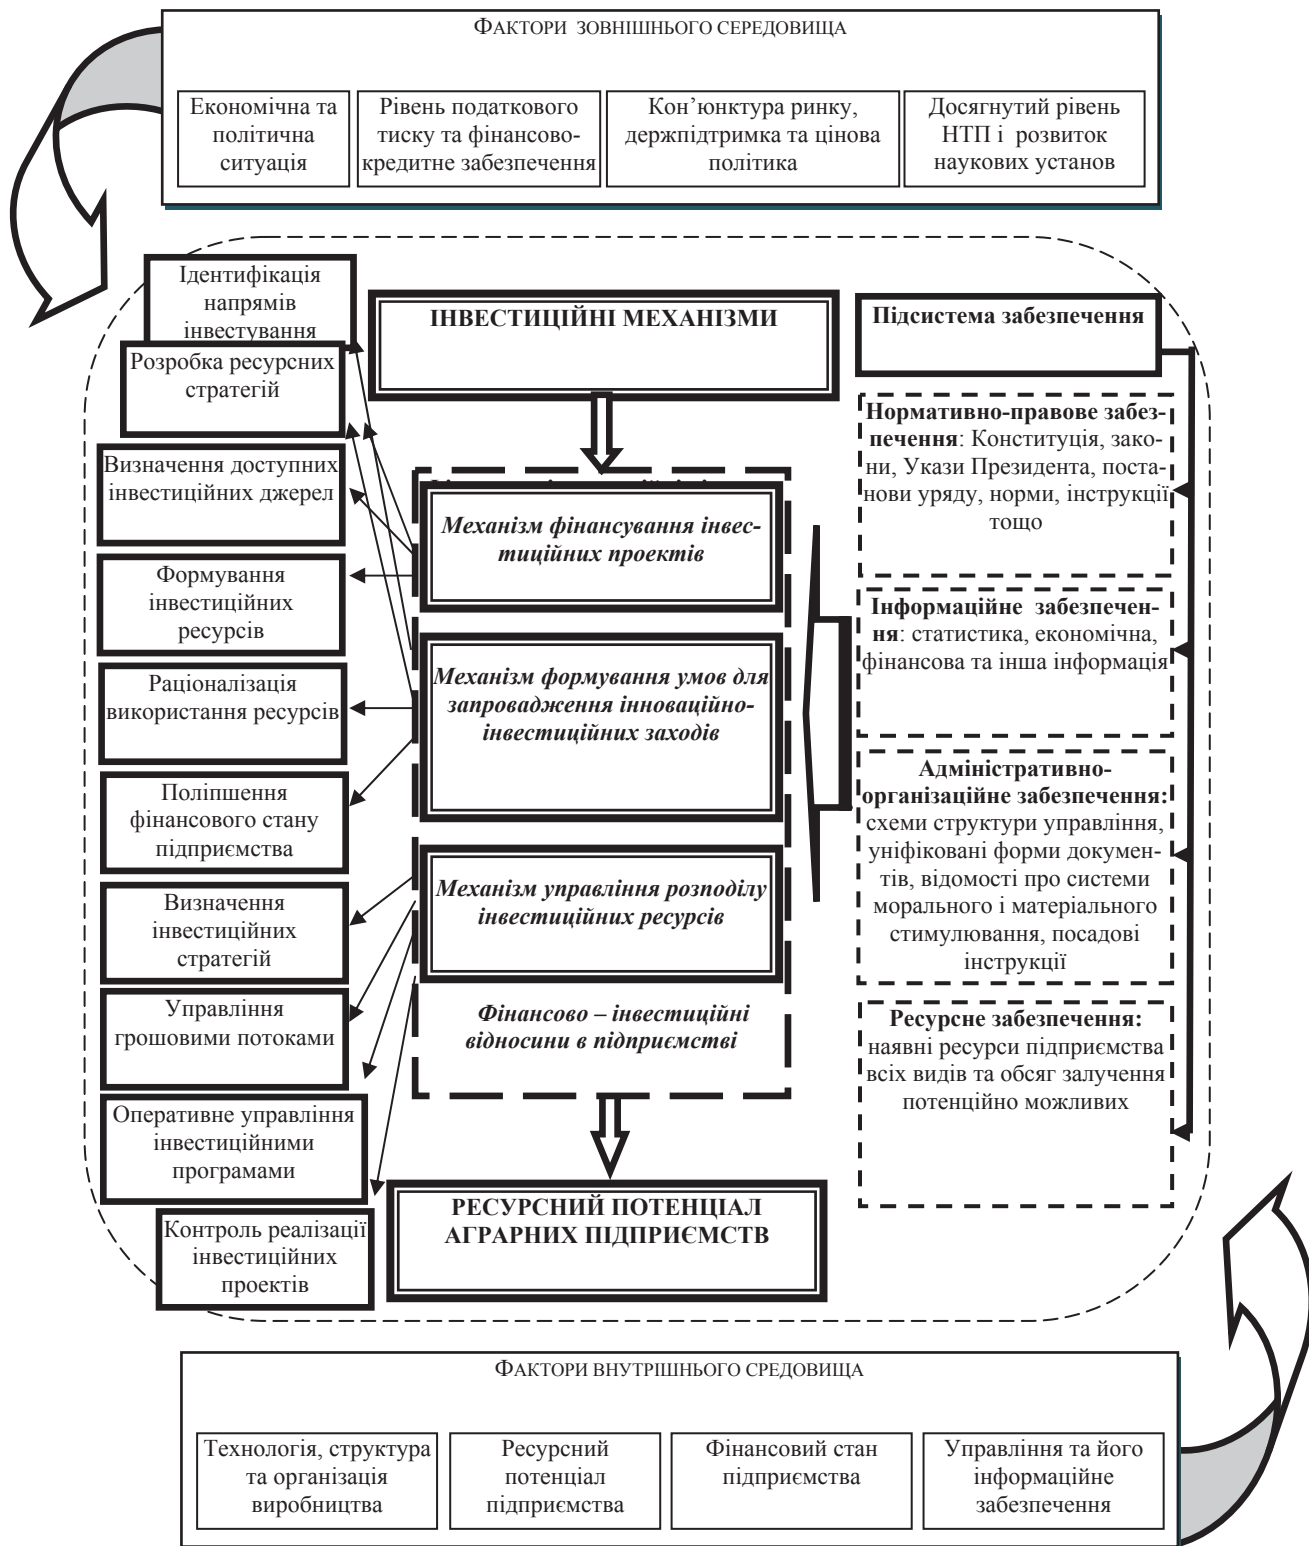 ФАКТОРИ ЗОВНІШНЬОГО СЕРЕДОВИЩА
Економічна та
політична
ситуація
Рівень податкового
тиску та фінансово-
кредитне забезпечення
Кон’юнктура ринку,
держпідтримка та цінова
політика
Досягнутий рівень
НТП і розвиток
наукових установ
Ідентифікація
напрямів
інвестування
Розробка ресурсних
стратегій
Визначення доступних
інвестиційних джерел
Формування
інвестиційних
ресурсів
Раціоналізація
використання ресурсів
Поліпшення
фінансового стану
підприємства
Визначення
інвестиційних
стратегій
Управління
грошовими потоками
Оперативне управління
інвестиційними
програмами
Контроль реалізації
інвестиційних
проектів
ІНВЕСТИЦІЙНІ МЕХАНІЗМИ
Механізм фінансування інвес-
тиційних проектів
Механізм формування умов для
запровадження інноваційно-
інвестиційних заходів
Механізм управління розподілу
інвестиційних ресурсів
Фінансово – інвестиційні
відносини в підприємстві
РЕСУРСНИЙ ПОТЕНЦІАЛ
АГРАРНИХ ПІДПРИЄМСТВ
Підсистема забезпечення
Нормативно-правове забез-
печення: Конституція, зако-
ни, Укази Президента, поста-
нови уряду, норми, інструкції
тощо
Інформаційне забезпечен-
ня: статистика, економічна,
фінансова та інша інформація
Адміністративно-
організаційне забезпечення:
схеми структури управління,
уніфіковані форми докумен-
тів, відомості про системи
морального і матеріального
стимулювання, посадові
інструкції
Ресурсне забезпечення:
наявні ресурси підприємства
всіх видів та обсяг залучення
потенційно можливих
ФАКТОРИ ВНУТРІШНЬОГО СРЕДОВИЩА
Технологія, структура
та організація
виробництва
Ресурсний
потенціал
підприємства
Фінансовий стан
підприємства
Управління та його
інформаційне
забезпечення